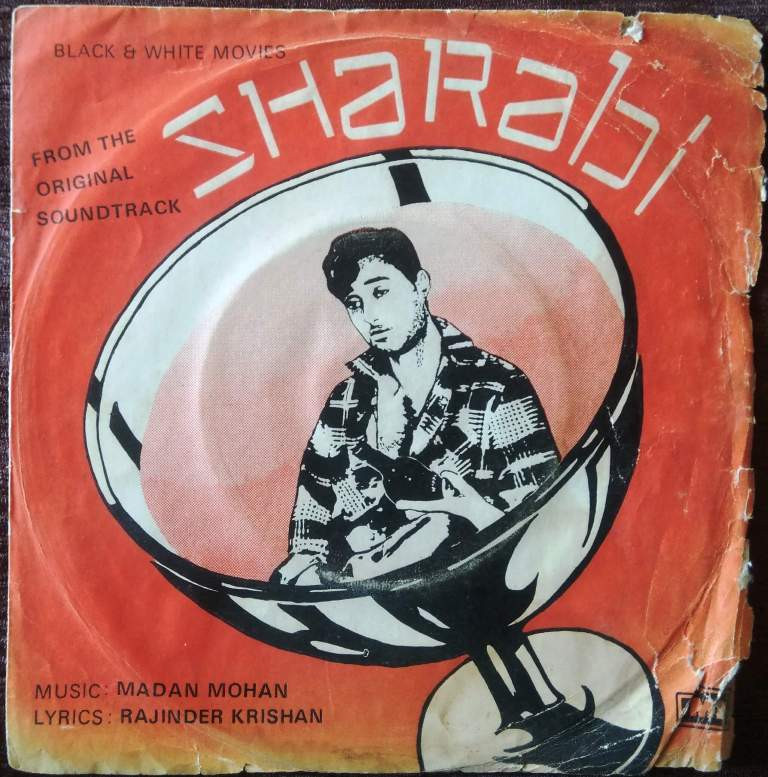 BLACK & WHITE MOVIES
SHARABI
FROM THE
ORIGINAL
SOUNDTRACK
MUSIC: MADAN MOHAN
LYRICS: RAJINDER KRISHAN